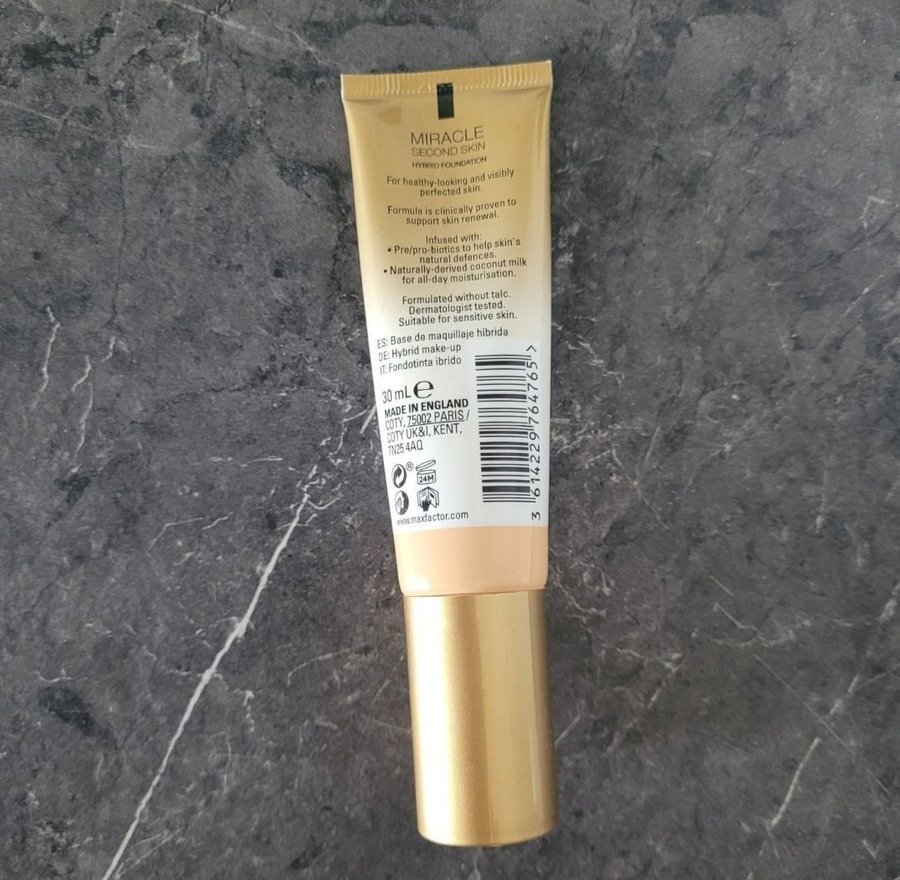 MIRACLE
SECOND SKIN
HYBRID FOUNDATION
For healthy-looking and visibly
perfected skin.
Formula is clinically proven to
support skin renewal.
Infused with:
• Pre/pro-biotics to help skin's
natural defences.
• Naturally-derived coconut milk
for all-day moisturisation.
Formulated without talc.
Dermatologist tested.
Suitable for sensitive skin.
ES: Base de maquillaje híbrida
DE: Hybrid make-up
IT: Fondotinta ibrido
30 mL ℮
MADE IN ENGLAND
COTY, 75002 PARIS /
COTY UK&I, KENT,
TN25 4AQ
®
24M
www.maxfactor.com
3 614229 764765 >